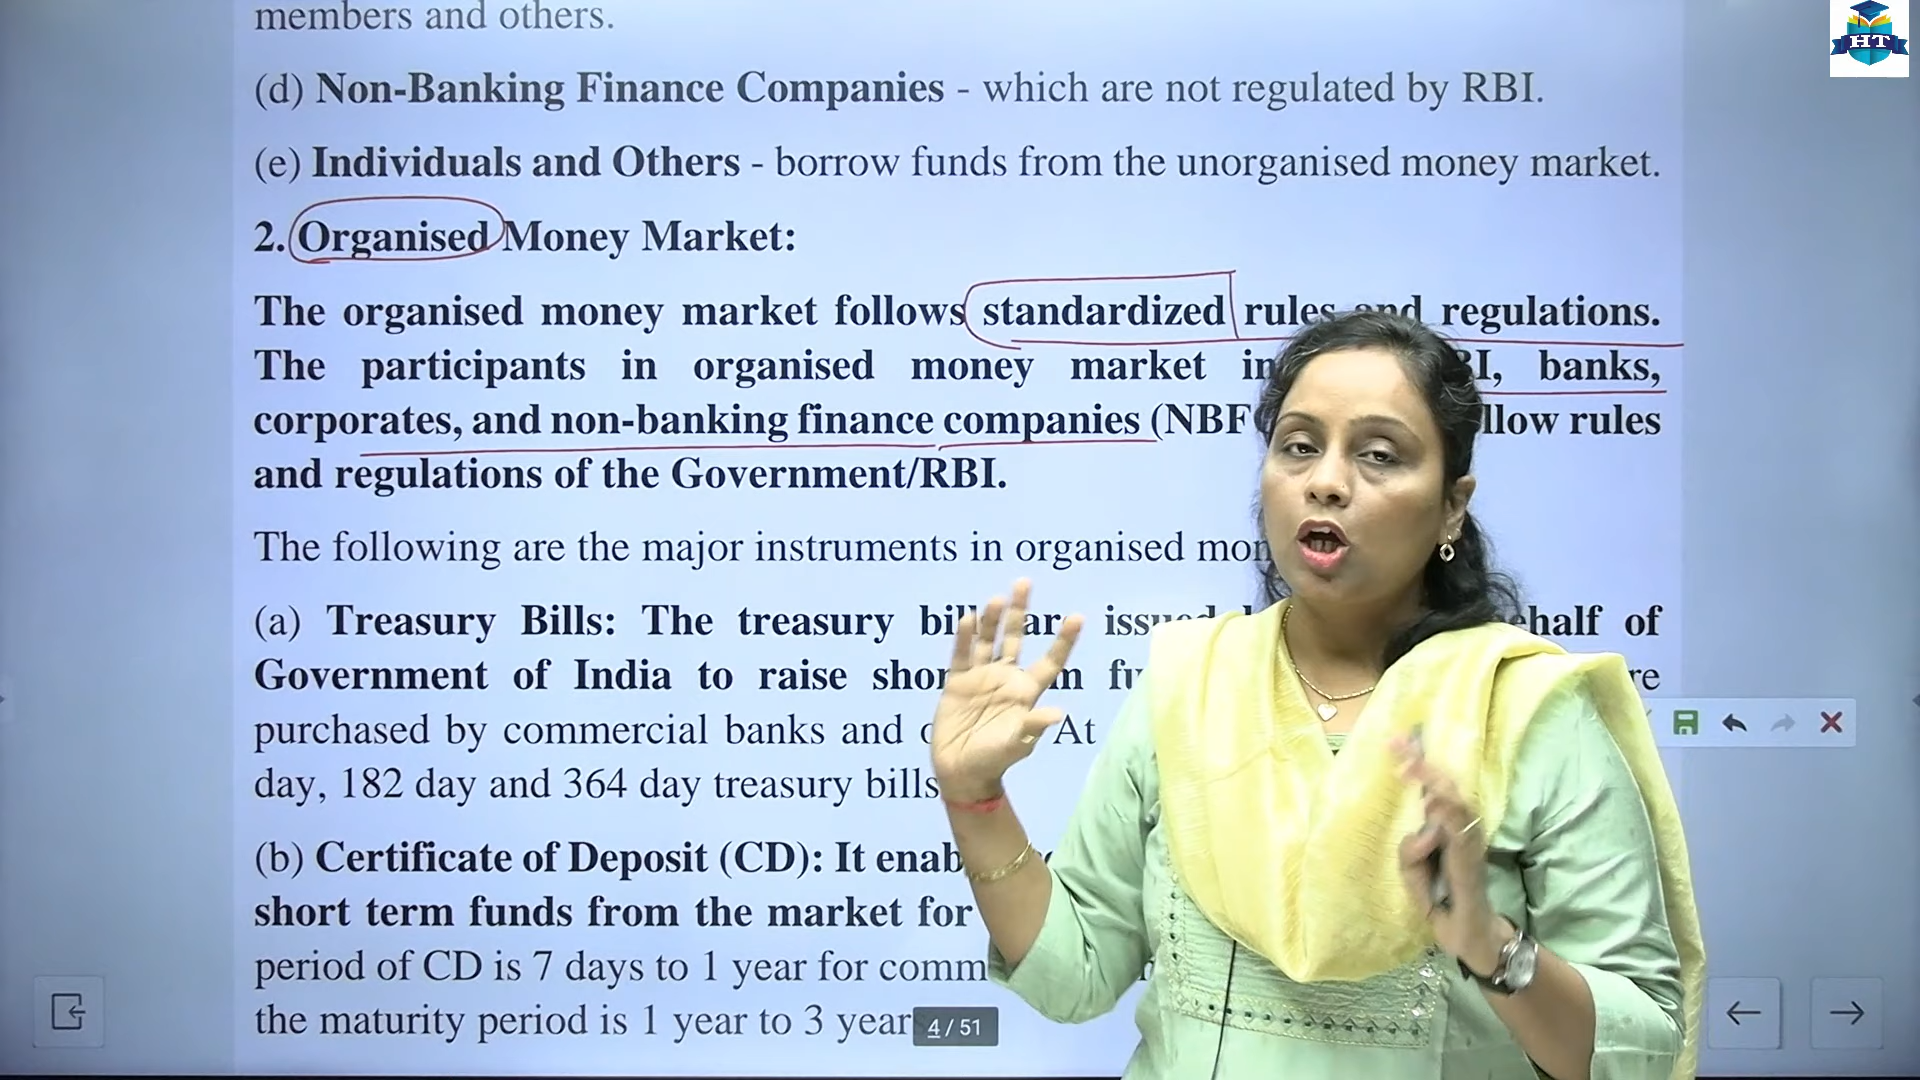 members and others.
(d) Non-Banking Finance Companies - which are not regulated by RBI.
(e) Individuals and Others - borrow funds from the unorganised money market.
2. Organised Money Market:
The organised money market follows standardized rules and regulations.
The participants in organised money market banks,
corporates, and non-banking finance companies rules
and regulations of the Government/RBI.
The following are the major instruments in organised
(a) Treasury Bills: The treasury bills are issued behalf of
Government of India to raise
purchased by commercial banks and At
day, 182 day and 364 day treasury bills
(b) Certificate of Deposit (CD): It
short term funds from the market for
period of CD is 7 days to 1 year for
the maturity period is 1 year to 3
4 / 51
HT